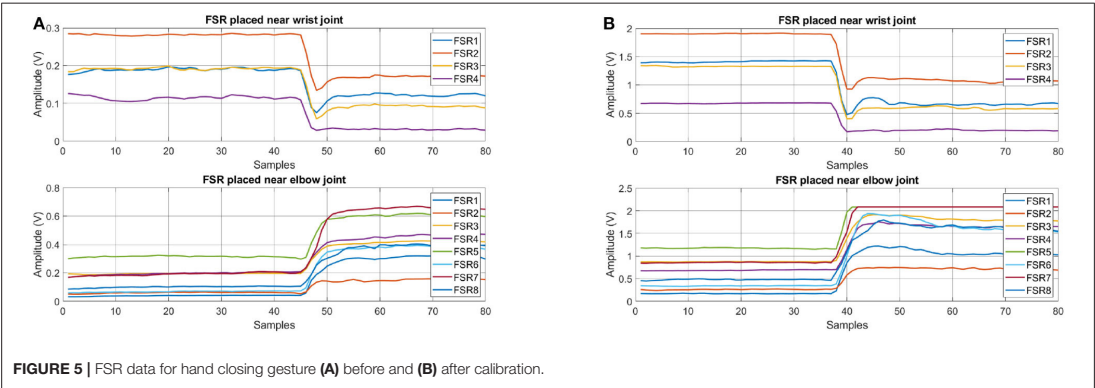 A
FSR placed near wrist joint
0.3
0.2
0.1
0
Amplitude (V)
FSR1
FSR2
FSR3
FSR4
0 10 20 30 40 50 60 70 80
Samples
FSR placed near elbow joint
0.8
0.6
0.4
0.2
0
Amplitude (V)
FSR1
FSR2
FSR3
FSR4
FSR5
FSR6
FSR7
FSR8
0 10 20 30 40 50 60 70 80
Samples
B
FSR placed near wrist joint
2
1.5
1
0.5
0
Amplitude (V)
FSR1
FSR2
FSR3
FSR4
0 10 20 30 40 50 60 70 80
Samples
FSR placed near elbow joint
2.5
2
1.5
1
0.5
0
Amplitude (V)
FSR1
FSR2
FSR3
FSR4
FSR5
FSR6
FSR7
FSR8
0 10 20 30 40 50 60 70 80
Samples
FIGURE 5 | FSR data for hand closing gesture (A) before and (B) after calibration.